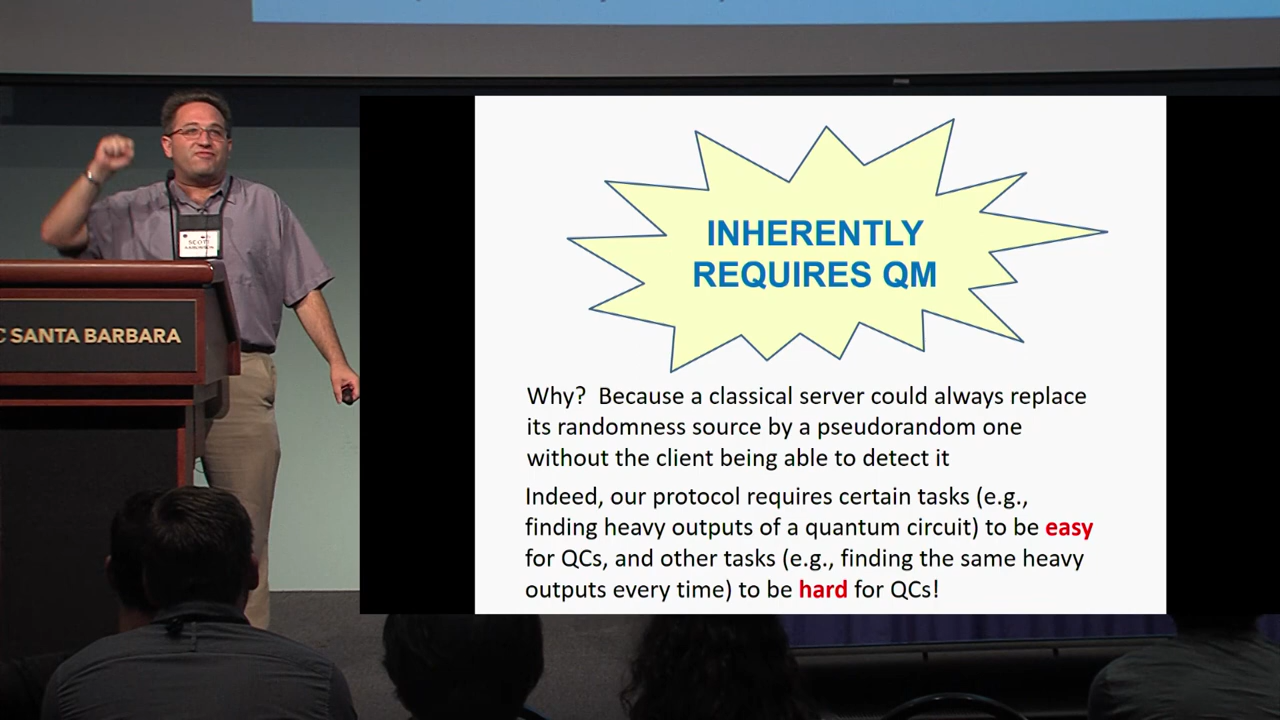 SCOTT
AARONSON
C SANTA BARBARA
INHERENTLY
REQUIRES QM
Why? Because a classical server could always replace
its randomness source by a pseudorandom one
without the client being able to detect it
Indeed, our protocol requires certain tasks (e.g.,
finding heavy outputs of a quantum circuit) to be easy
for QCs, and other tasks (e.g., finding the same heavy
outputs every time) to be hard for QCs!